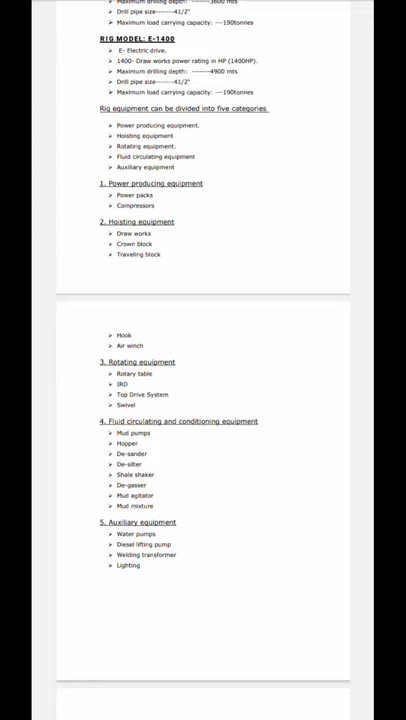 Maximum drilling depth: -------3600 mts
➢ Drill pipe size-------41/2"
➢ Maximum load carrying capacity: ---190tonnes
RIG MODEL: E-1400
➢ E- Electric drive.
➢ 1400- Draw works power rating in HP (1400HP).
➢ Maximum drilling depth: -------4900 mts
➢ Drill pipe size-------41/2"
➢ Maximum load carrying capacity: ---190tonnes
Rig equipment can be divided into five categories
➢ Power producing equipment.
➢ Hoisting equipment
➢ Rotating equipment.
➢ Fluid circulating equipment
➢ Auxiliary equipment
1. Power producing equipment
➢ Power packs
➢ Compressors
2. Hoisting equipment
➢ Draw works
➢ Crown block
➢ Traveling block
➢ Hook
➢ Air winch
3. Rotating equipment
➢ Rotary table
➢ IRD
➢ Top Drive System
➢ Swivel
4. Fluid circulating and conditioning equipment
➢ Mud pumps
➢ Hopper
➢ De-sander
➢ De-silter
➢ Shale shaker
➢ De-gasser
➢ Mud agitator
➢ Mud mixture
5. Auxiliary equipment
➢ Water pumps
➢ Diesel lifting pump
➢ Welding transformer
➢ Lighting